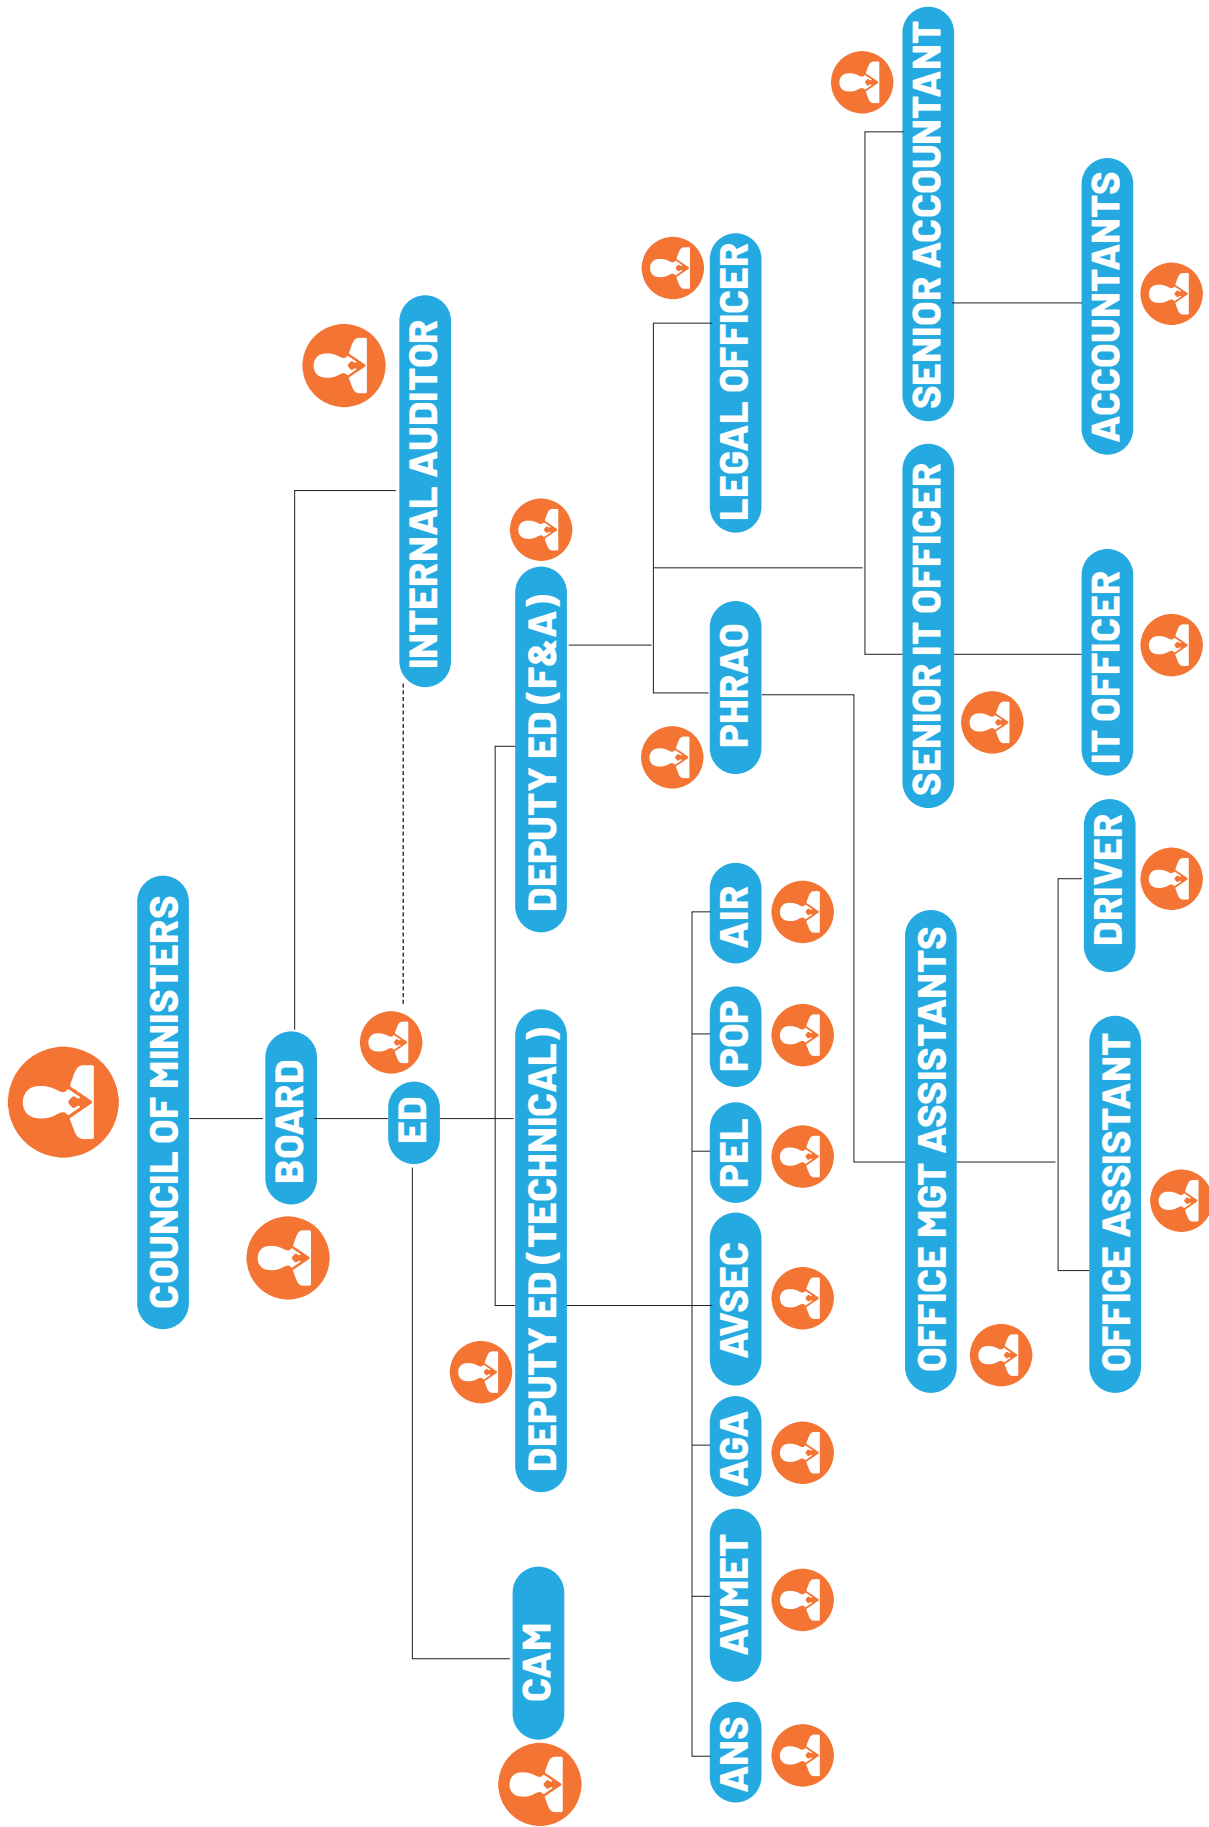 COUNCIL OF MINISTERS
BOARD
INTERNAL AUDITOR
ED
CAM
DEPUTY ED (TECHNICAL)
DEPUTY ED (F&A)
ANS
AVMET
AGA
AVSEC
PEL
POP
AIR
PHRAO
LEGAL OFFICER
OFFICE MGT ASSISTANTS
SENIOR IT OFFICER
SENIOR ACCOUNTANT
OFFICE ASSISTANT
DRIVER
IT OFFICER
ACCOUNTANTS